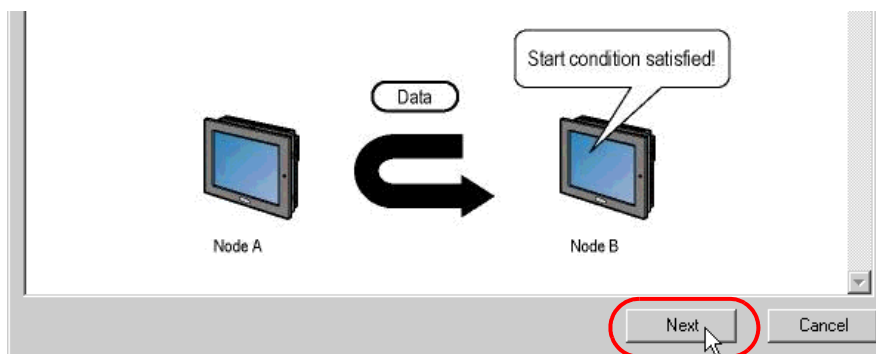 Start condition satisfied!
Data
Node A
Node B
Next
Cancel